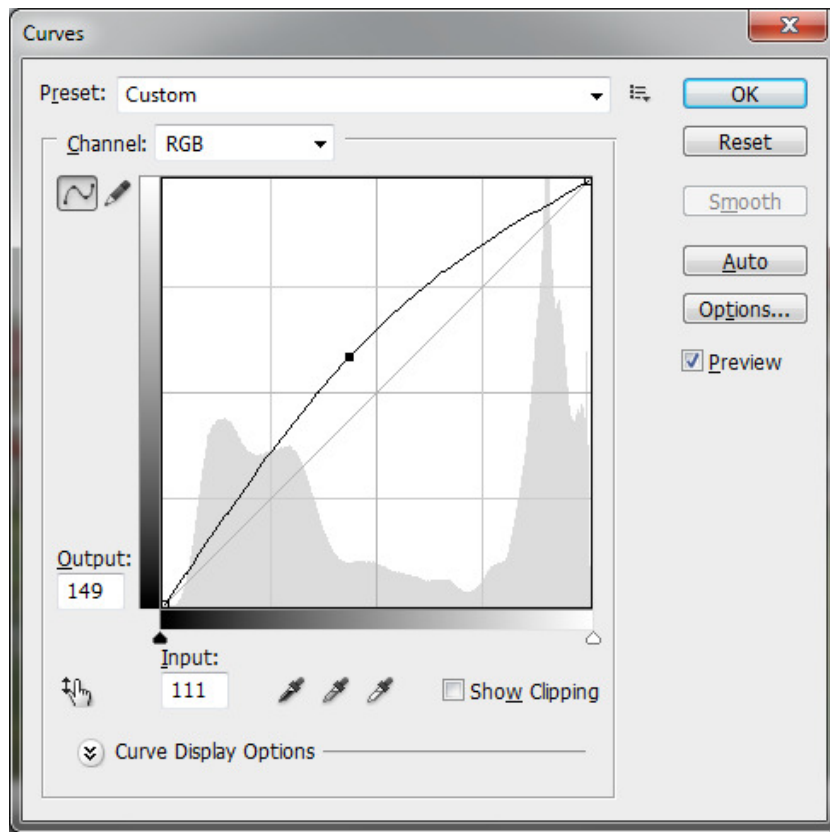 Curves
Preset: Custom
OK
Channel: RGB
Reset
Smooth
Auto
Options...
Preview
Output:
149
Input:
111
Show Clipping
Curve Display Options